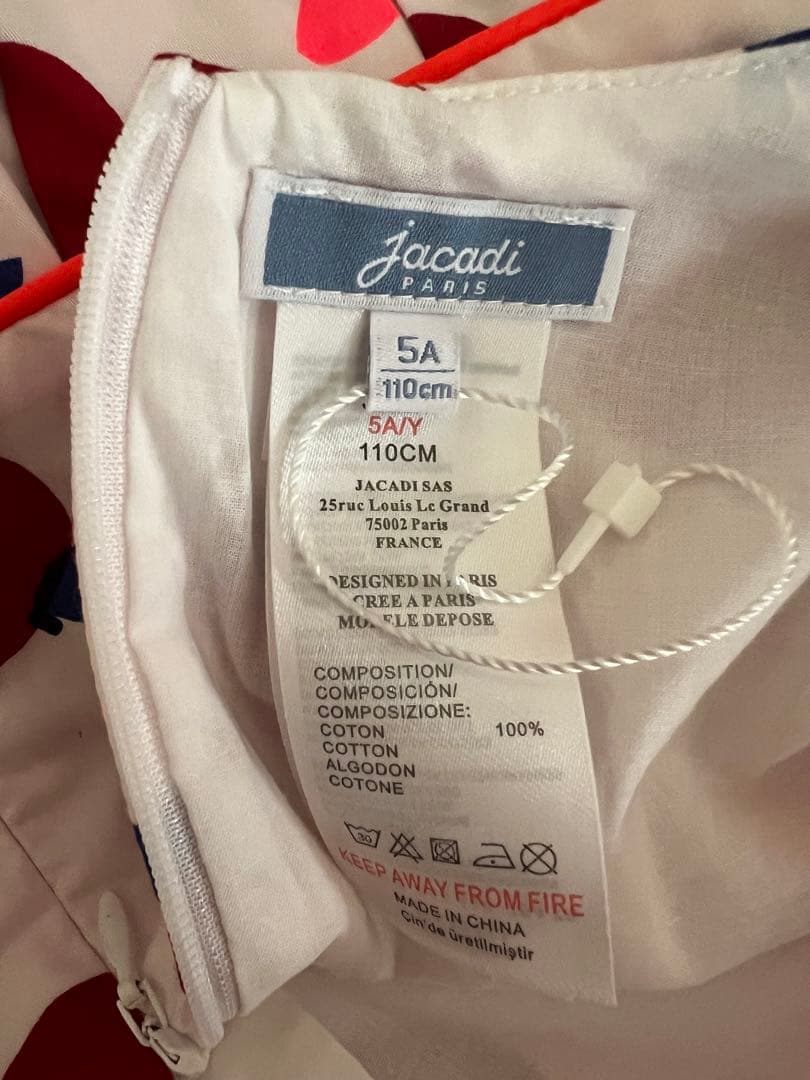 jacadi
PARIS
5A
110cm
5A/Y
110CM
JACADI SAS
25ruc Louis Lc Grand
75002 Paris
FRANCE
DESIGNED IN PARIS
CREE A PARIS
MODELE DEPOSE
COMPOSITION/
COMPOSICIÓN/
COMPOSIZIONE:
COTON 100%
COTTON
ALGODON
COTONE
30
KEEP AWAY FROM FIRE
MADE IN CHINA
Çin'de üretilmiştir